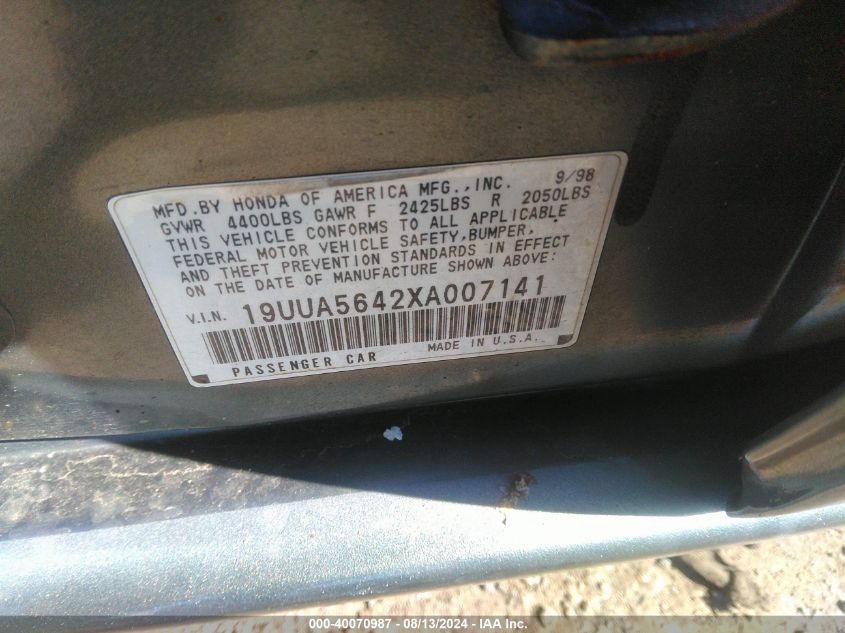 MFD.BY HONDA OF AMERICA MFG.,INC. 9/98
GVWR 4400LBS GAWR F 2425LBS R 2050LBS
THIS VEHICLE CONFORMS TO ALL APPLICABLE
FEDERAL MOTOR VEHICLE SAFETY,BUMPER,
AND THEFT PREVENTION STANDARDS IN EFFECT
ON THE DATE OF MANUFACTURE SHOWN ABOVE:
V.I.N. 19UUA5642XA007141
PASSENGER CAR MADE IN U.S.A.
000-40070987 - 08/13/2024 - IAA Inc.